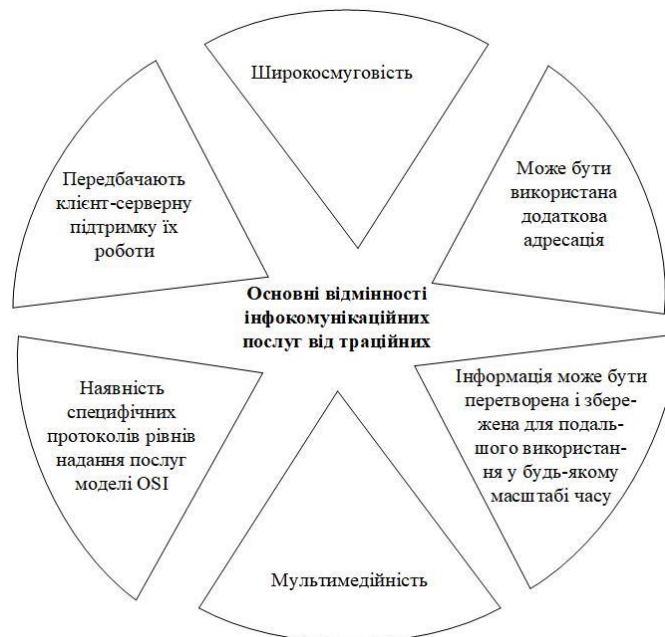 Широкосмуговість
Може бути
використана
додаткова
адресація
Інформація може бути
перетворена і збере-
жена для подаль-
шого використан-
ня у будь-якому
масштабі часу
Мультимедійність
Наявність
специфічних
протоколів рівнів
надання послуг
моделі OSI
Передбачають
клієнт-серверну
підтримку їх
роботи
Основні відмінності
інфокомунікаційних
послуг від траційних